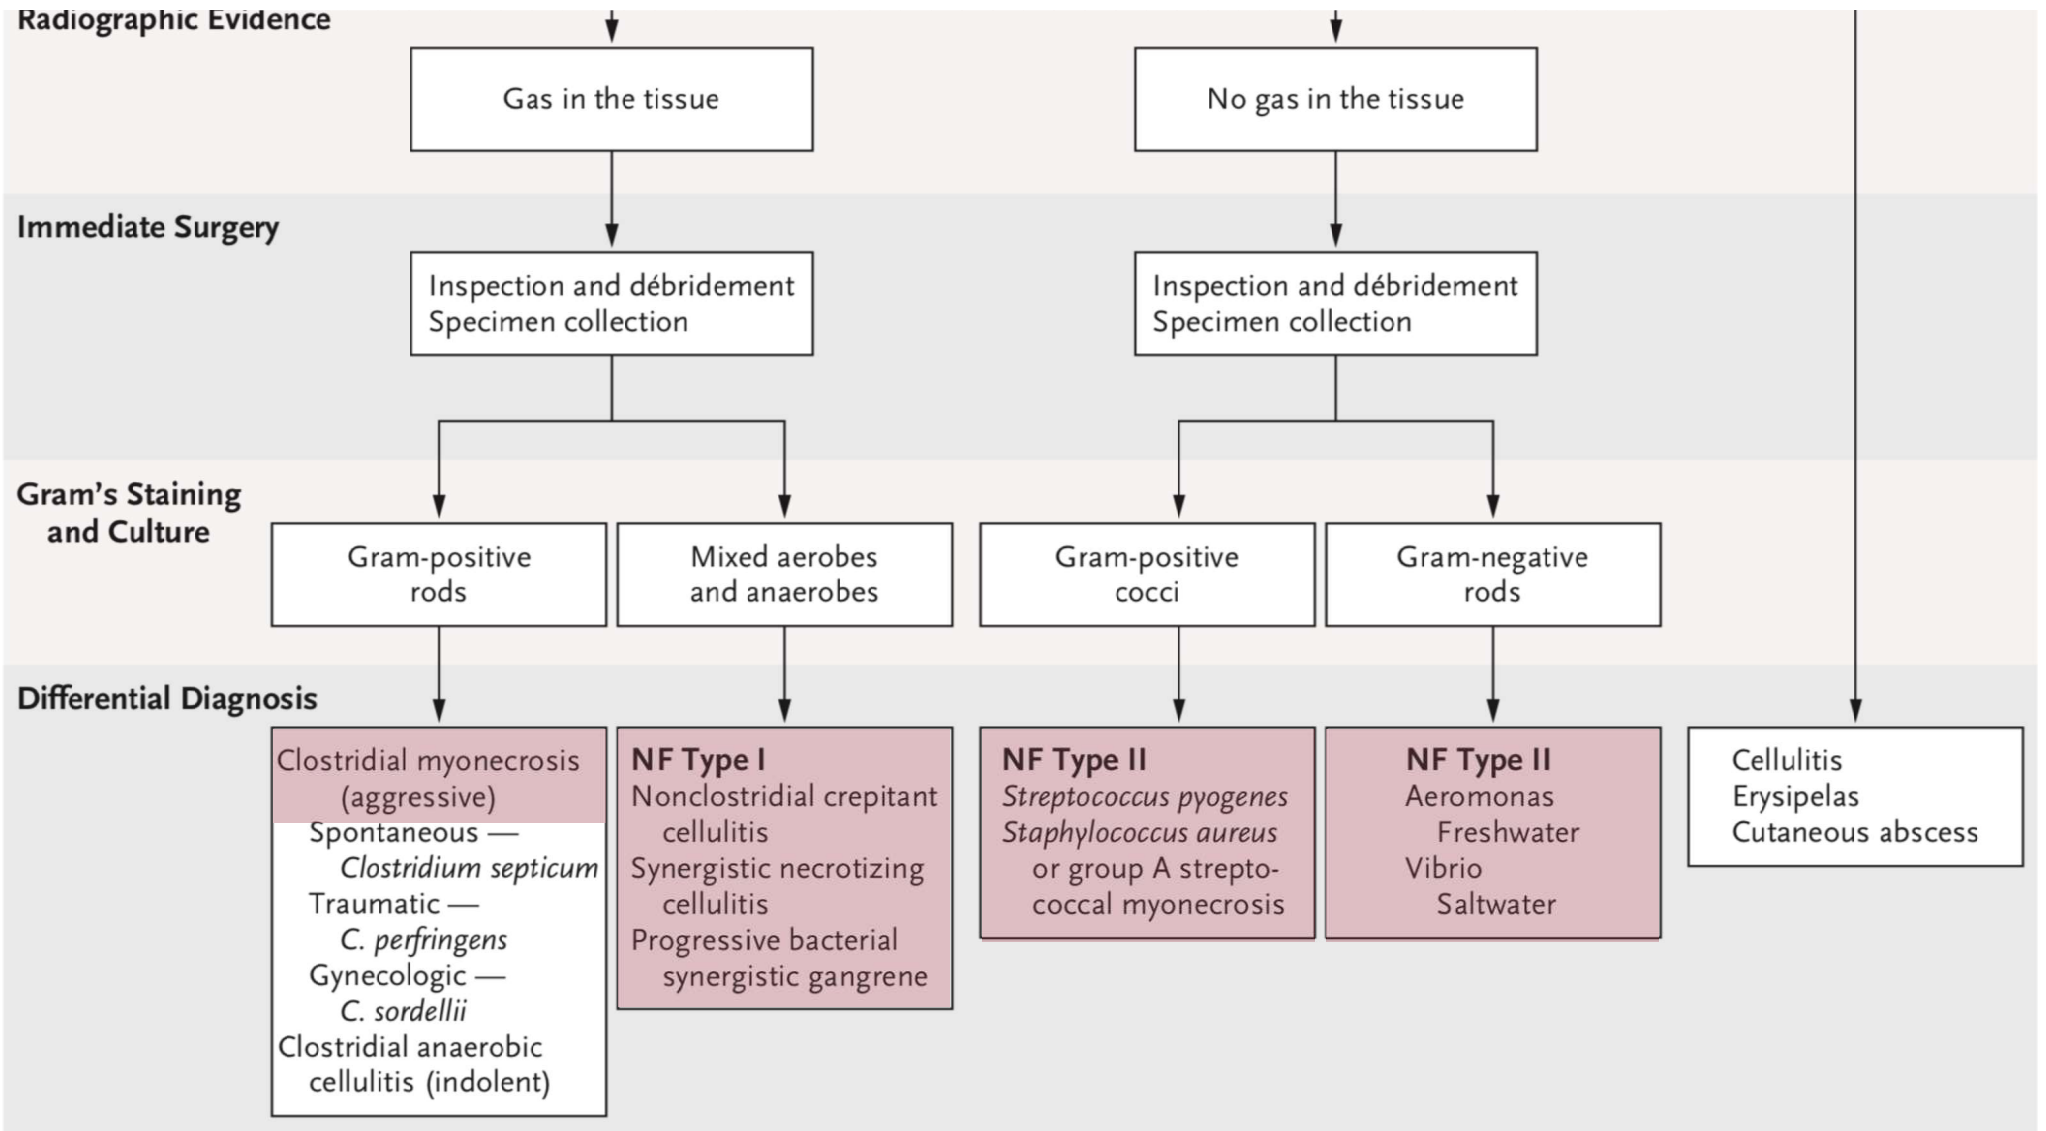 Radiographic Evidence
Gas in the tissue
No gas in the tissue
Immediate Surgery
Inspection and débridement
Specimen collection
Inspection and débridement
Specimen collection
Gram's Staining
and Culture
Gram-positive
rods
Mixed aerobes
and anaerobes
Gram-positive
cocci
Gram-negative
rods
Differential Diagnosis
Clostridial myonecrosis
(aggressive)
Spontaneous —
Clostridium septicum
Traumatic —
C. perfringens
Gynecologic —
C. sordellii
Clostridial anaerobic
cellulitis (indolent)
NF Type I
Nonclostridial crepitant
cellulitis
Synergistic necrotizing
cellulitis
Progressive bacterial
synergistic gangrene
NF Type II
Streptococcus pyogenes
Staphylococcus aureus
or group A strepto-
coccal myonecrosis
NF Type II
Aeromonas
Freshwater
Vibrio
Saltwater
Cellulitis
Erysipelas
Cutaneous abscess